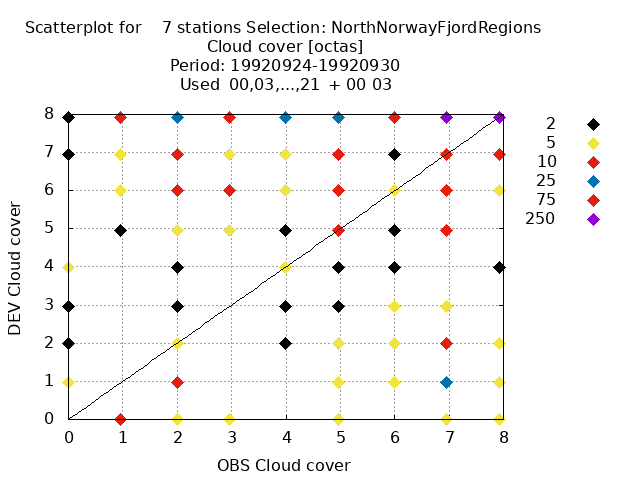 Scatterplot for    7 stations Selection: NorthNorwayFjordRegions
Cloud cover [octas]
Period: 19920924-19920930
Used  00,03,...,21  + 00 03
8
7
6
5
4
3
2
1
0
DEV Cloud cover
0 1 2 3 4 5 6 7 8
OBS Cloud cover
2
5
10
25
75
250